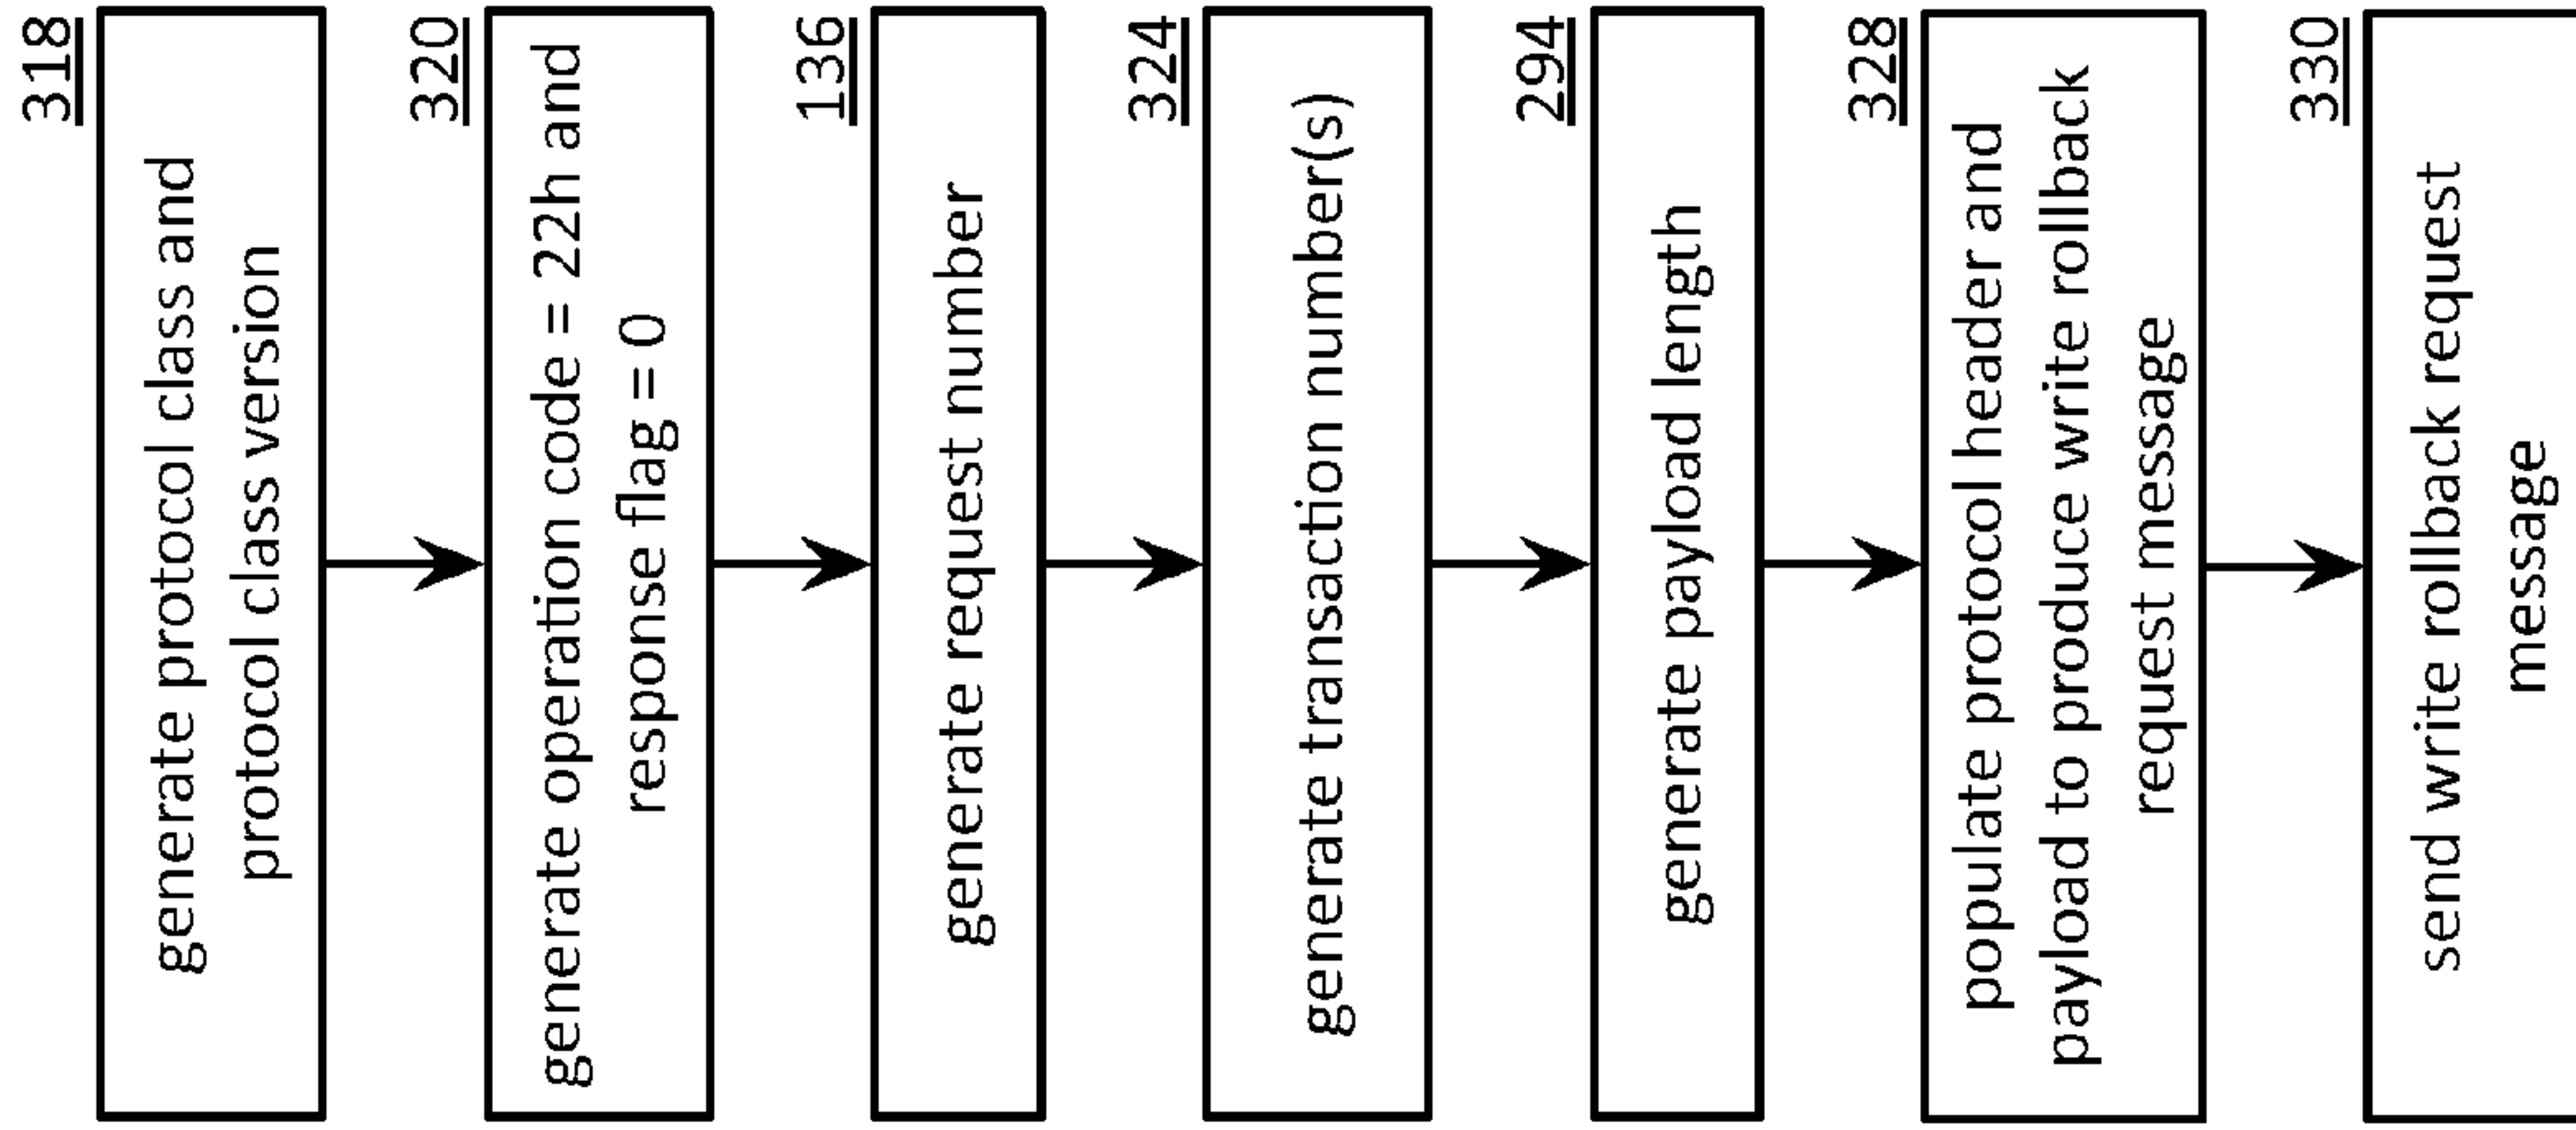 318
generate protocol class and
protocol class version
320
generate operation code = 22h and
response flag = 0
136
generate request number
324
generate transaction number(s)
294
generate payload length
328
populate protocol header and
payload to produce write rollback
request message
330
send write rollback request
message